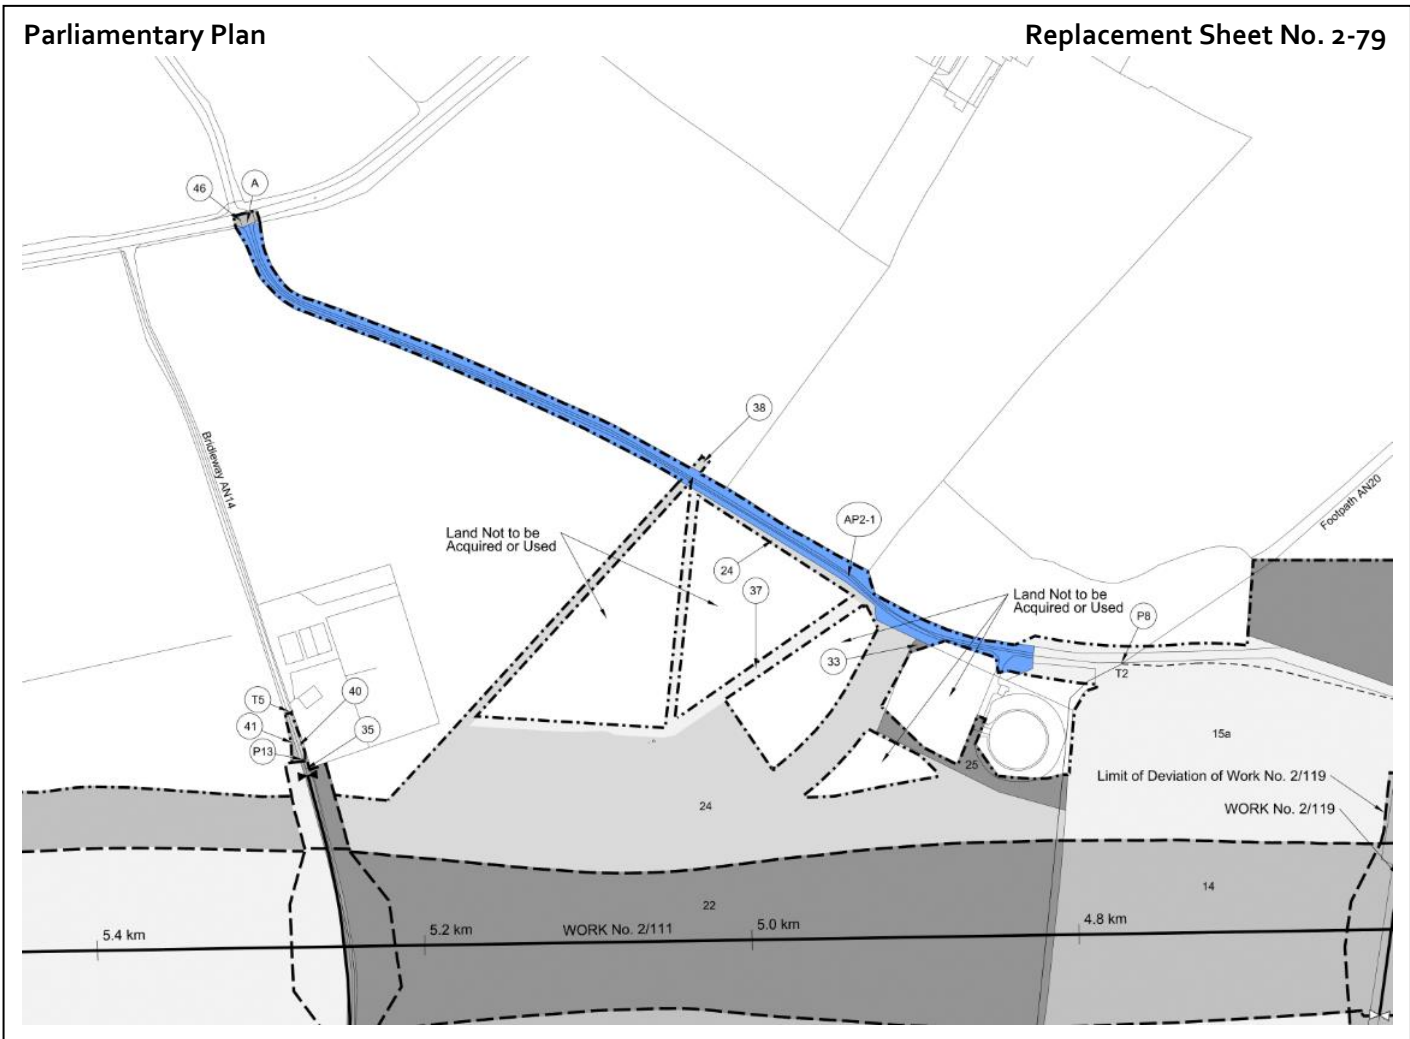 Parliamentary Plan
Replacement Sheet No. 2-79
46
A
38
Bridleway AN14
Footpath AN20
AP2-1
Land Not to be
Acquired or Used
24
37
Land Not to be
Acquired or Used
P8
33
T2
T5
40
41
35
P13
15a
25
Limit of Deviation of Work No. 2/119
24
WORK No. 2/119
14
22
5.4 km
5.2 km
WORK No. 2/111
5.0 km
4.8 km